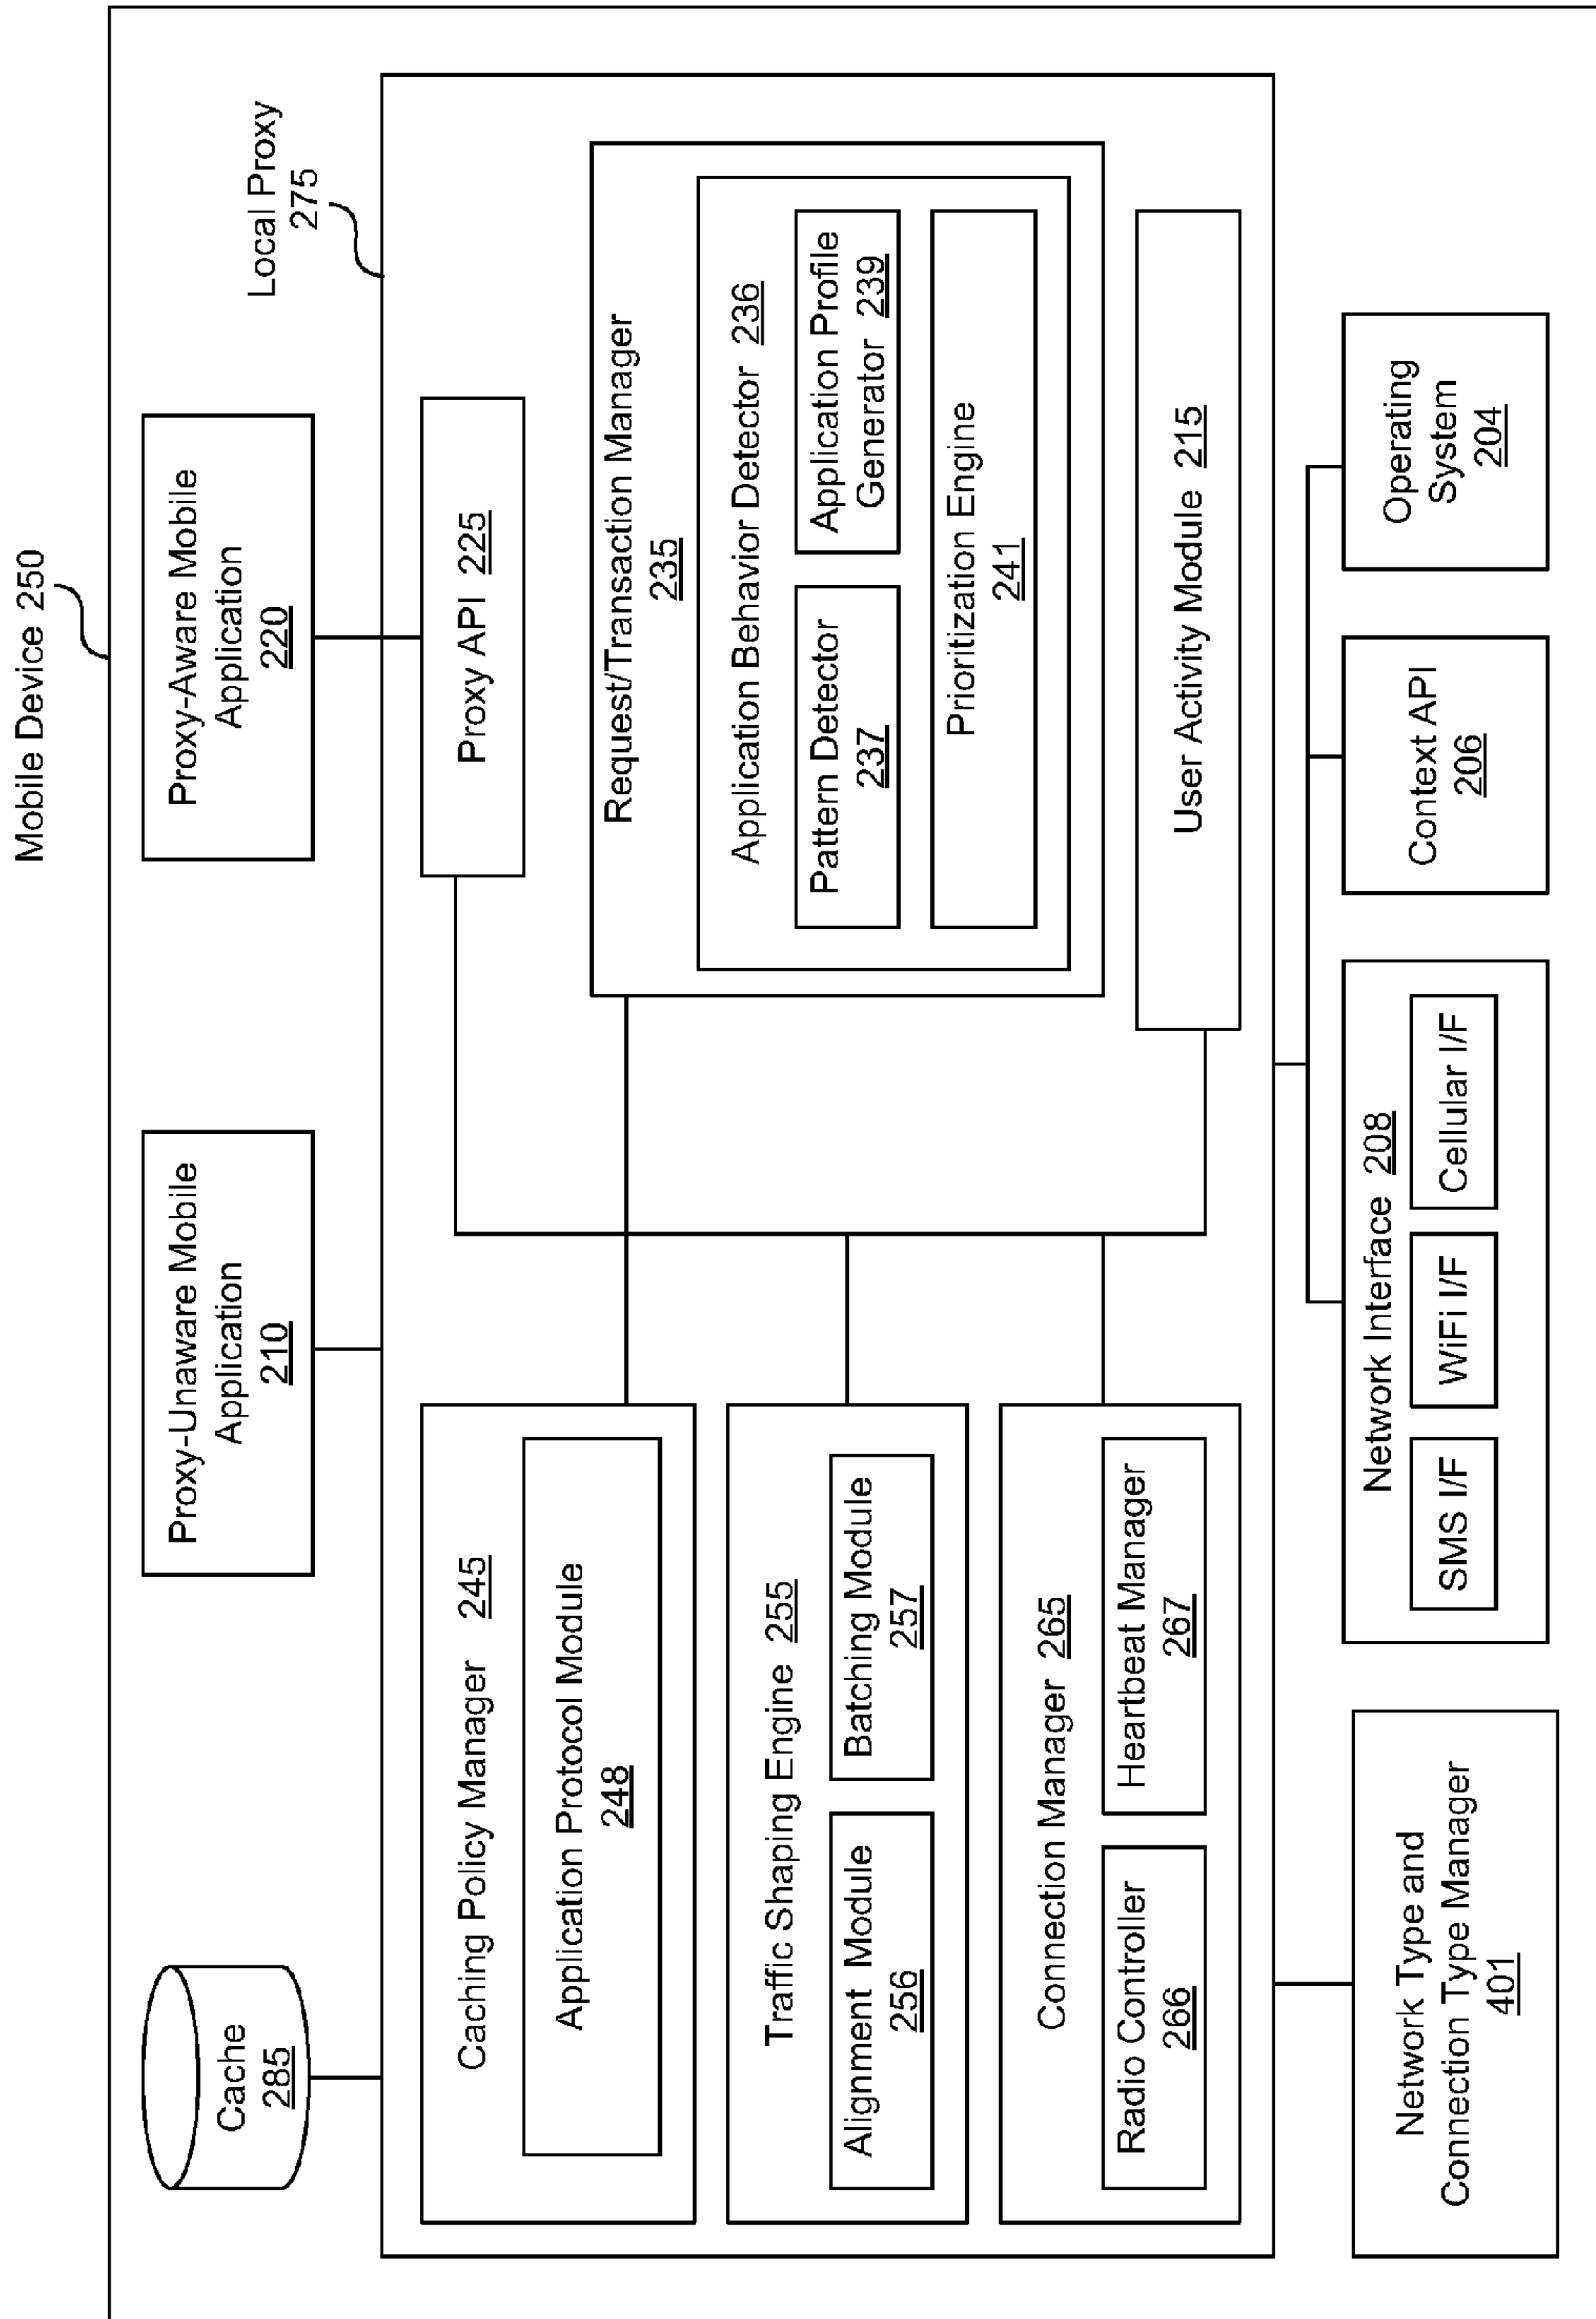 Mobile Device 250
Local Proxy
275
Cache
285
Proxy-Unaware Mobile
Application
210
Proxy-Aware Mobile
Application
220
Caching Policy Manager 245
Application Protocol Module
248
Traffic Shaping Engine 255
Alignment Module
256
Batching Module
257
Connection Manager 265
Radio Controller
266
Heartbeat Manager
267
Proxy API 225
Request/Transaction Manager
235
Application Behavior Detector 236
Pattern Detector
237
Application Profile
Generator 239
Prioritization Engine
241
User Activity Module 215
Network Type and
Connection Type Manager
401
Network Interface 208
SMS I/F
WiFi I/F
Cellular I/F
Context API
206
Operating
System
204